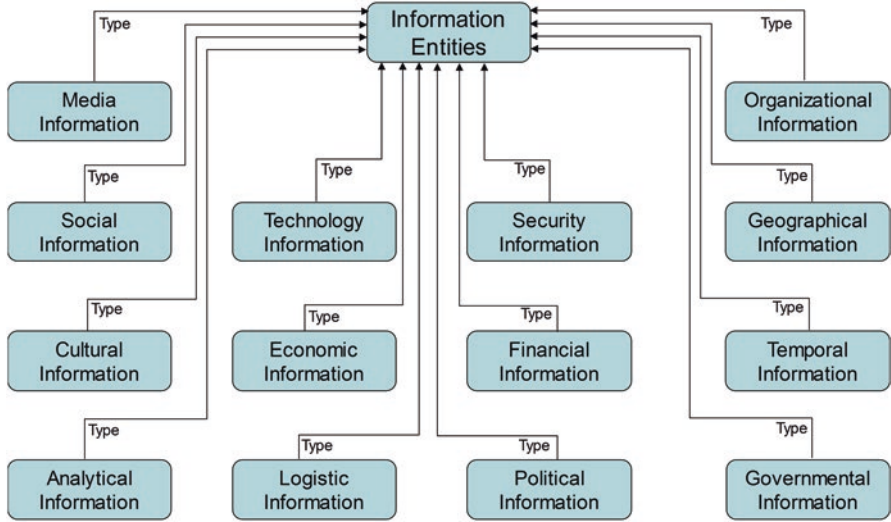 Information
Entities
Type
Type
Media
Information
Organizational
Information
Type
Type
Type
Type
Social
Information
Technology
Information
Security
Information
Geographical
Information
Type
Type
Type
Type
Cultural
Information
Economic
Information
Financial
Information
Temporal
Information
Type
Type
Type
Type
Analytical
Information
Logistic
Information
Political
Information
Governmental
Information